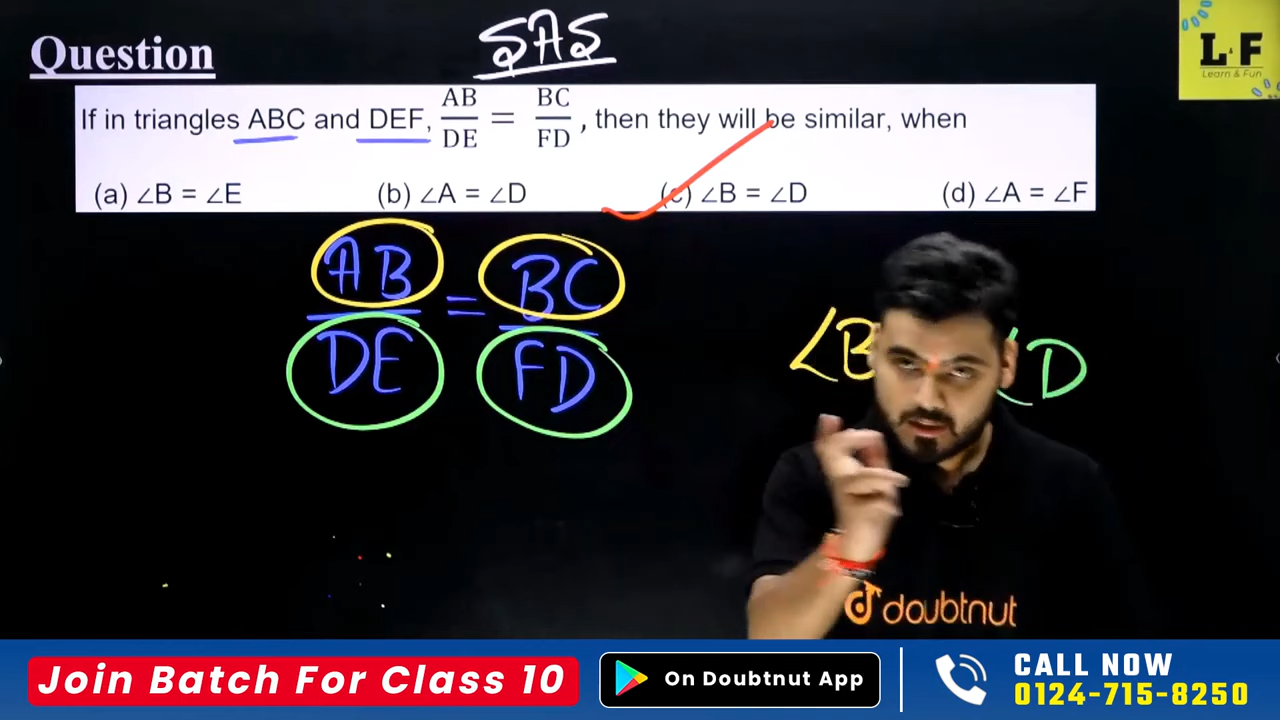 Question
SAS
L&F
Learn & Fun
If in triangles ABC and DEF, AB/DE = BC/FD, then they will be similar, when
(a) ∠B = ∠E (b) ∠A = ∠D (c) ∠B = ∠D (d) ∠A = ∠F
AB/DE = BC/FD
∠B ∠D
doubtnut
Join Batch For Class 10
On Doubtnut App
CALL NOW
0124-715-8250